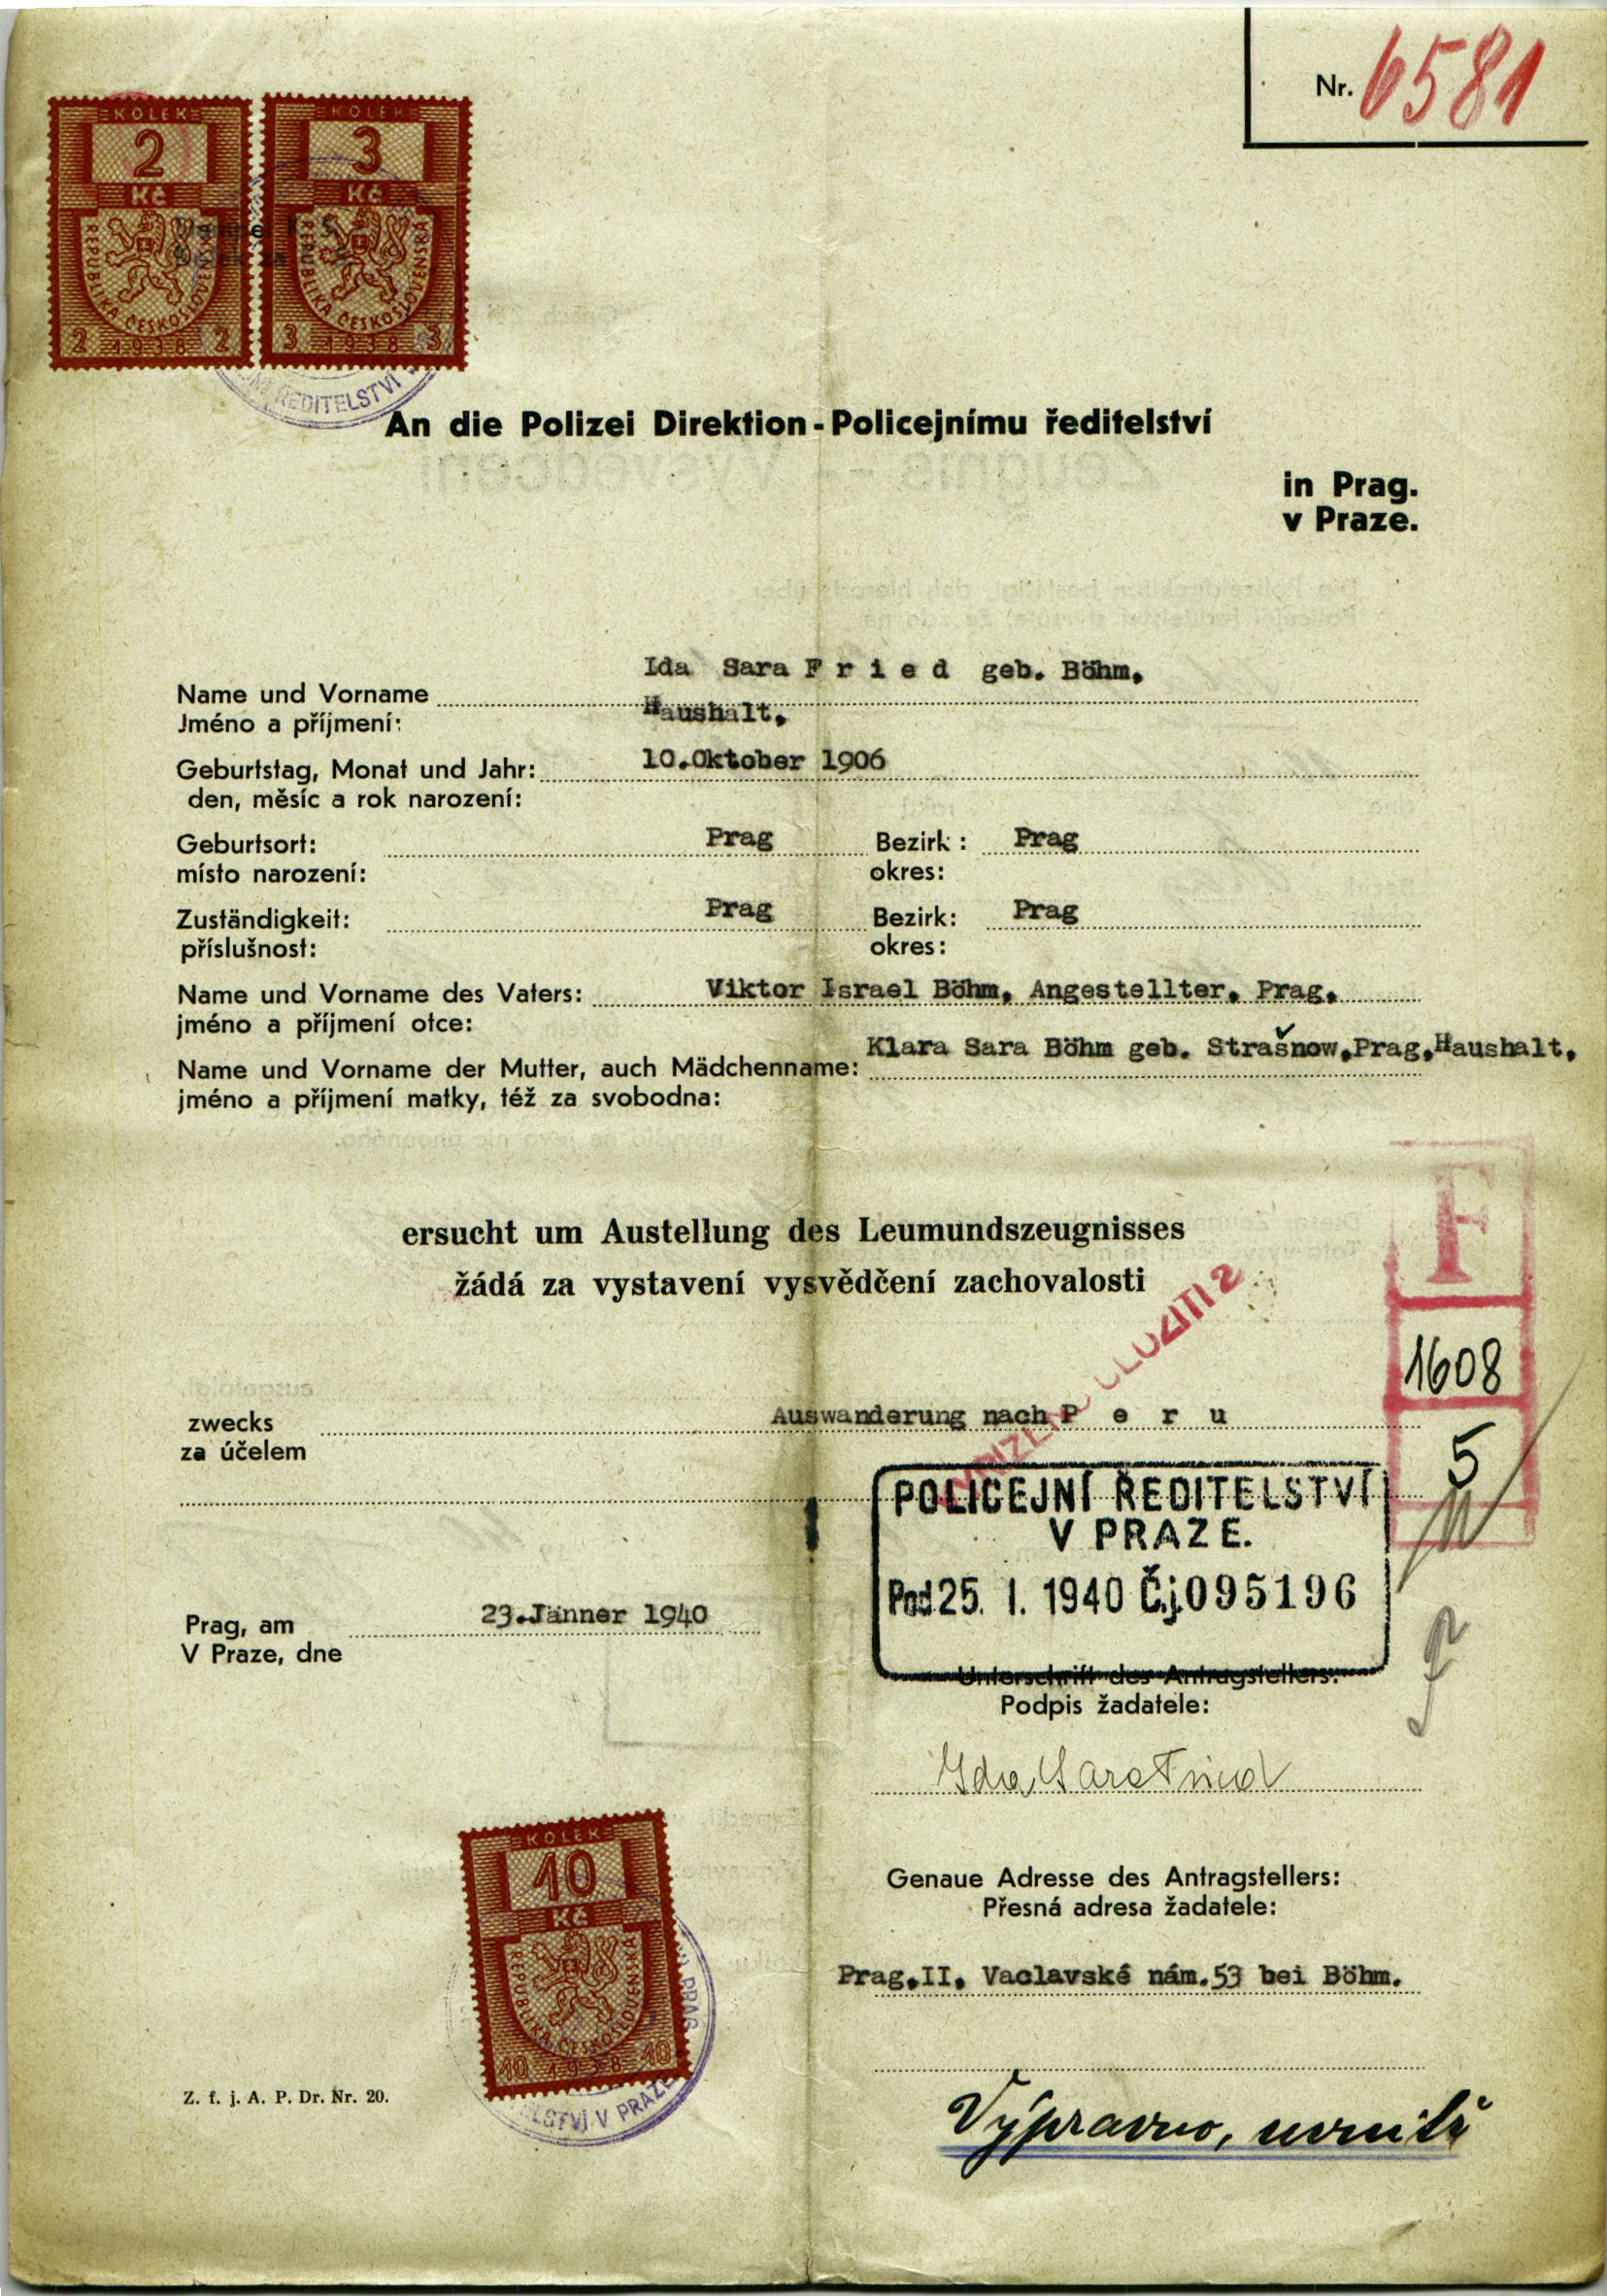 Nr. 6581
KOLEK
2
Kč
REPUBLIKA ČESKOSLOVENSKÁ
2 1938 2
KOLEK
3
Kč
REPUBLIKA ČESKOSLOVENSKÁ
3 1938 3
ŘEDITELSTVÍ
An die Polizei Direktion - Policejnímu ředitelství
in Prag.
v Praze.
Ida Sara Fried geb. Böhm,
Name und Vorname
Haushalt.
Jméno a příjmení:
Geburtstag, Monat und Jahr: 10.Oktober 1906
den, měsíc a rok narození:
Geburtsort: Prag Bezirk: Prag
místo narození: okres:
Zuständigkeit: Prag Bezirk: Prag
příslušnost: okres:
Name und Vorname des Vaters: Viktor Israel Böhm, Angestellter, Prag,
jméno a příjmení otce:
Name und Vorname der Mutter, auch Mädchenname: Klara Sara Böhm geb. Strašnow,Prag,Haushalt,
jméno a příjmení matky, též za svobodna:
ersucht um Austellung des Leumundszeugnisses
žádá za vystavení vysvědčení zachovalosti
F
1608
5
zwecks Auswanderung nach Peru
za účelem
POLICEJNÍ ŘEDITELSTVÍ
V PRAZE.
Pod 25. I. 1940 Č.j. 095196
Prag, am 23.Jänner 1940
V Praze, dne
Unterschrift des Antragstellers:
Podpis žadatele:
Ida Sara Fried
Genaue Adresse des Antragstellers:
Přesná adresa žadatele:
Prag,II, Vaclavské nám.53 bei Böhm.
KOLEK
10
Kč
REPUBLIKA ČESKOSLOVENSKÁ
10 1938 10
PRAG
V PRAZE
Z. f. j. A. P. Dr. Nr. 20.
Výpravno, uvnitř